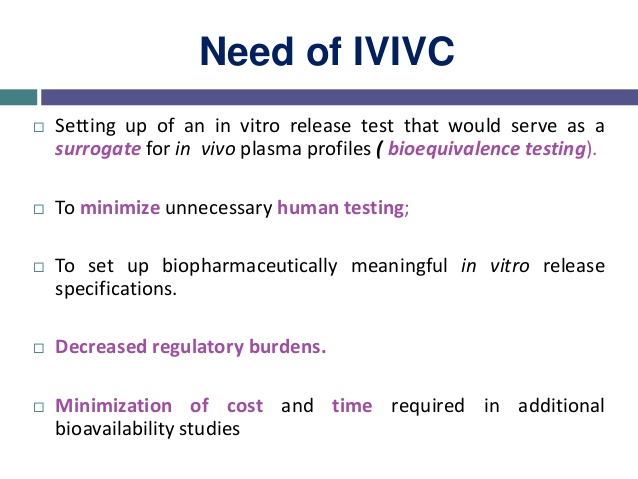 Need of IVIVC
Setting up of an in vitro release test that would serve as a
surrogate for in vivo plasma profiles ( bioequivalence testing).
To minimize unnecessary human testing;
To set up biopharmaceutically meaningful in vitro release
specifications.
Decreased regulatory burdens.
Minimization of cost and time required in additional
bioavailability studies